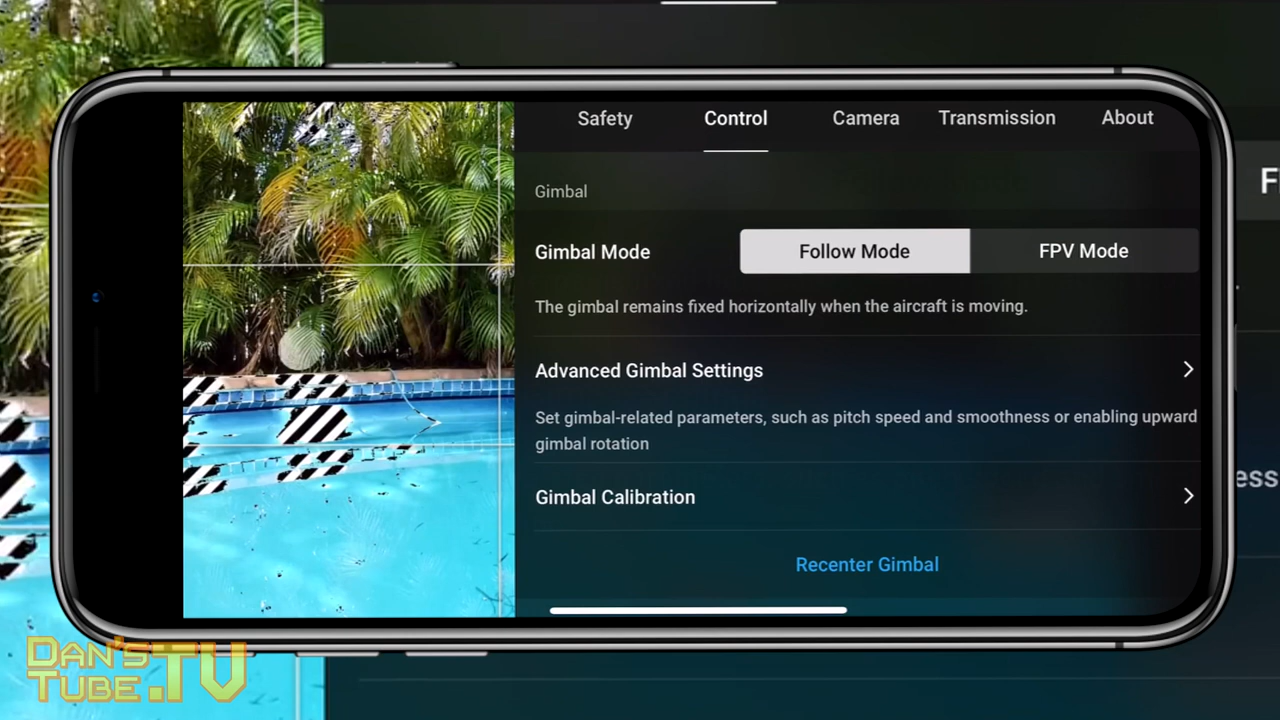 Safety Control Camera Transmission About
Gimbal
Gimbal Mode Follow Mode FPV Mode
The gimbal remains fixed horizontally when the aircraft is moving.
Advanced Gimbal Settings
Set gimbal-related parameters, such as pitch speed and smoothness or enabling upward
gimbal rotation
Gimbal Calibration
Recenter Gimbal
F
ess
DAN'S
TUBE.TV